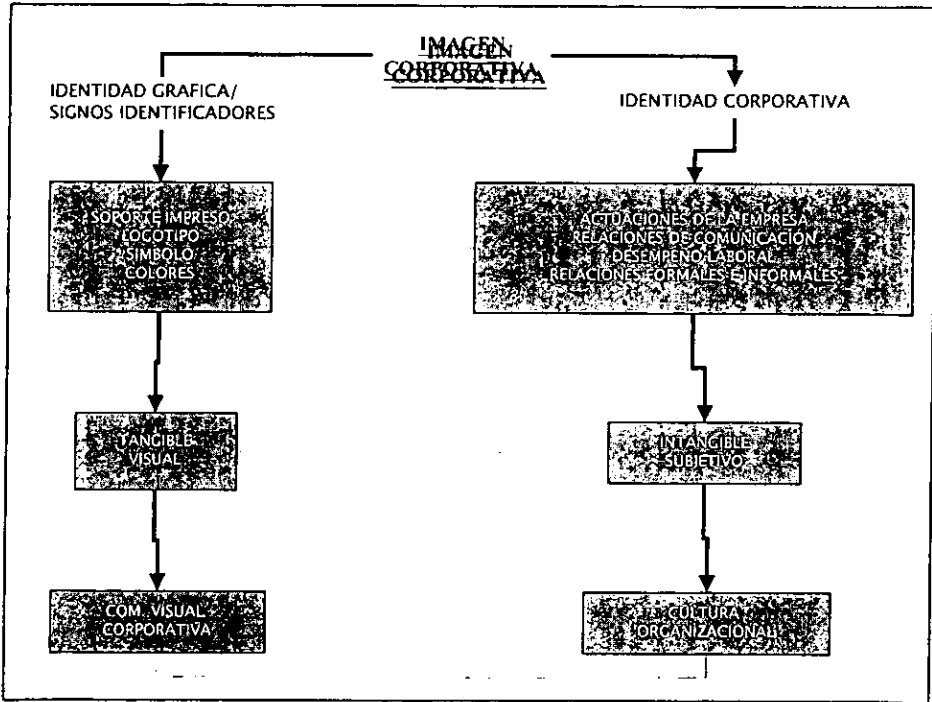 IMAGEN
CORPORATIVA
IDENTIDAD GRAFICA/
SIGNOS IDENTIFICADORES
IDENTIDAD CORPORATIVA
SOPORTE IMPRESO
LOGOTIPO
SIMBOLO
COLORES
ACTUACIONES DE LA EMPRESA
RELACIONES DE COMUNICACIÓN
DESEMPEÑO LABORAL
RELACIONES FORMALES E INFORMALES
TANGIBLE
VISUAL
INTANGIBLE
SUBJETIVO
COM. VISUAL
CORPORATIVA
CULTURA
ORGANIZACIONAL